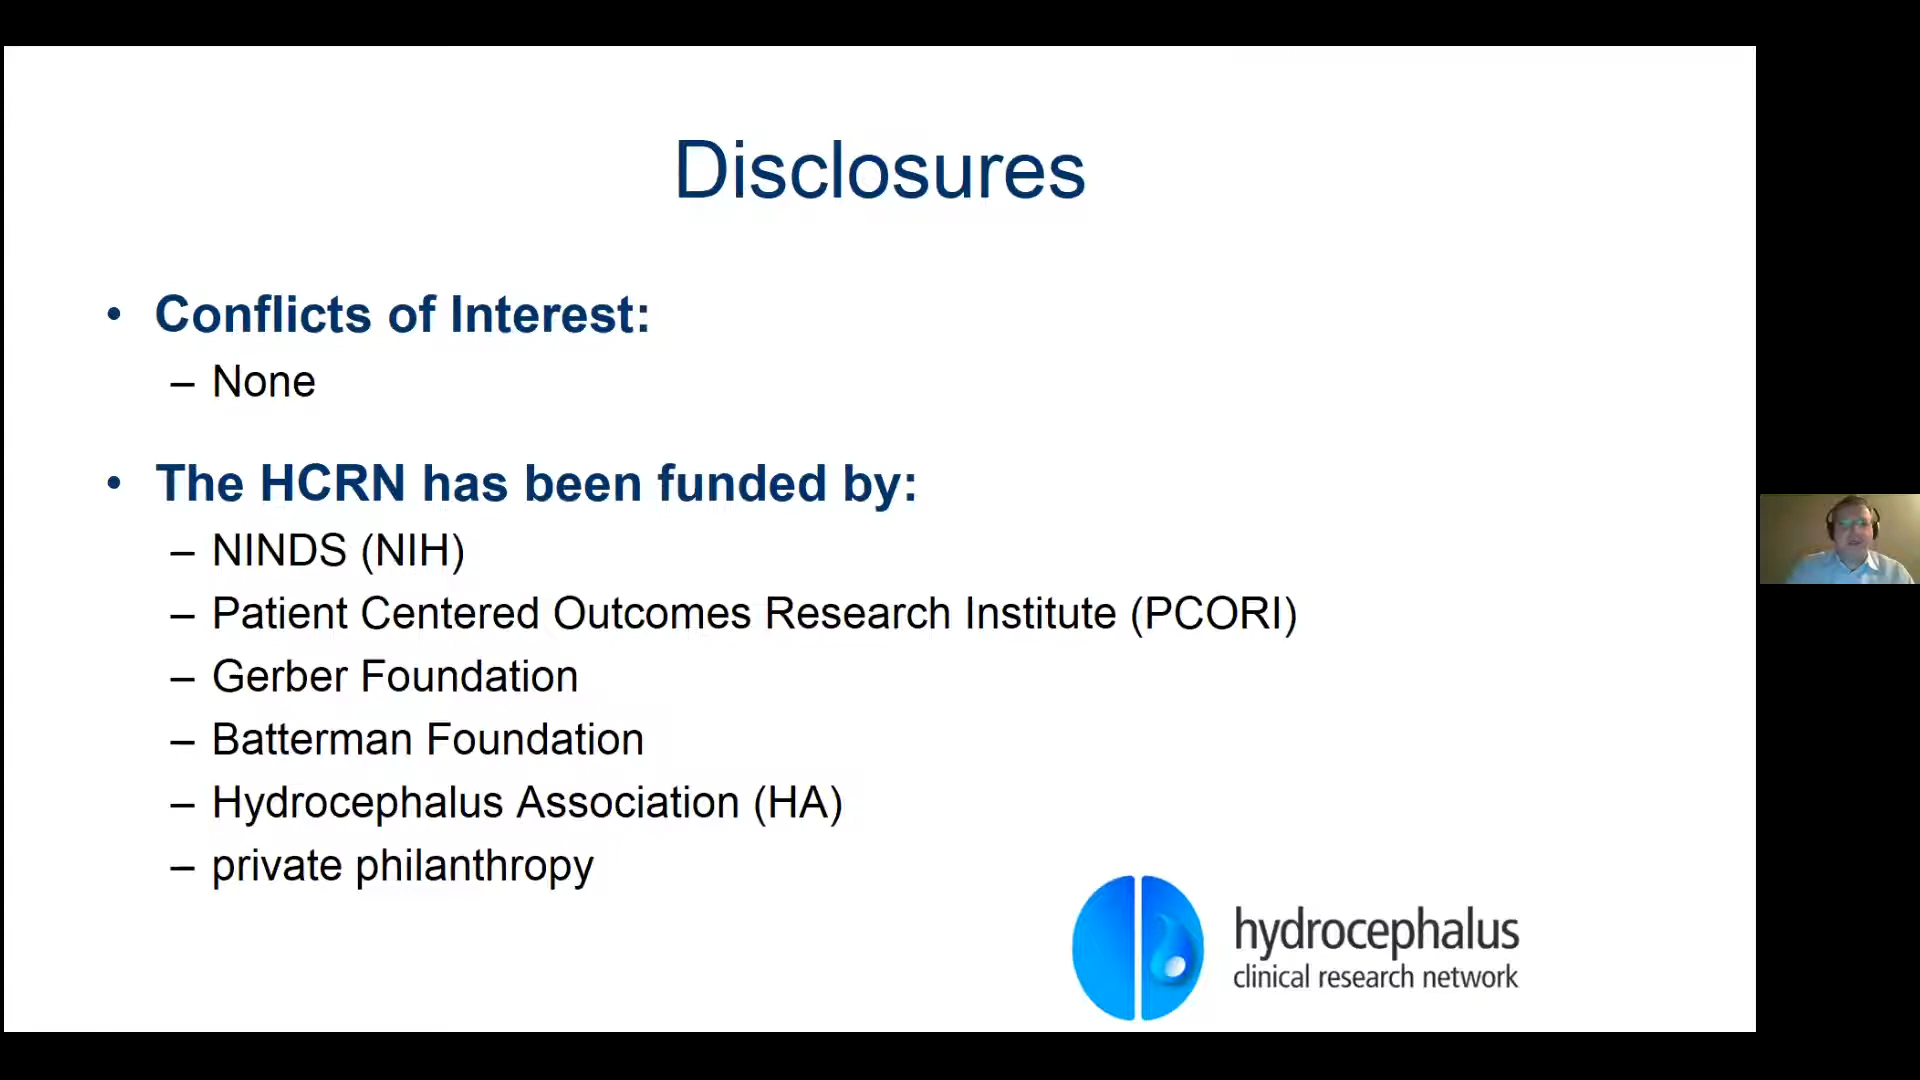 Disclosures
• Conflicts of Interest:
– None
• The HCRN has been funded by:
– NINDS (NIH)
– Patient Centered Outcomes Research Institute (PCORI)
– Gerber Foundation
– Batterman Foundation
– Hydrocephalus Association (HA)
– private philanthropy
hydrocephalus
clinical research network